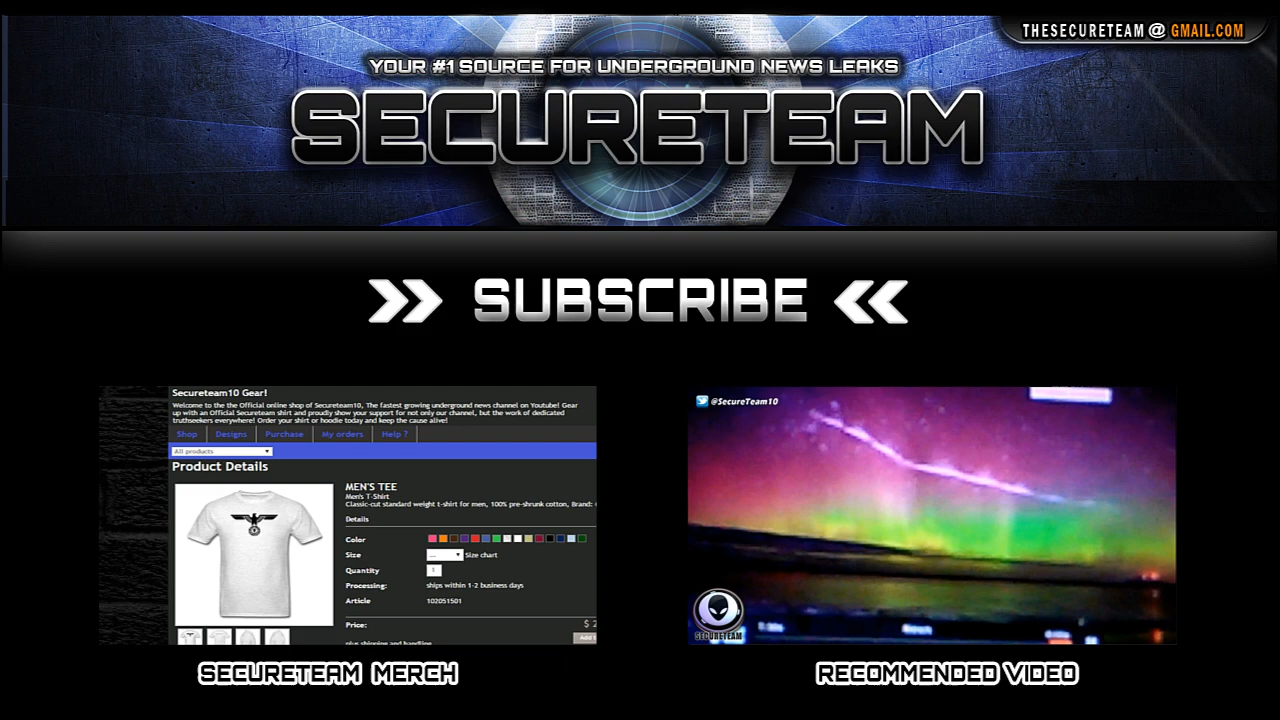 THESECURETEAM @ GMAIL.COM
YOUR #1 SOURCE FOR UNDERGROUND NEWS LEAKS
SECURETEAM
SUBSCRIBE
Secureteam10 Gear!
Welcome to the the Official online shop of Secureteam10, The fastest growing underground news channel on Youtube! Gear
up with an Official Secureteam shirt and proudly show your support for not only our channel, but the work of dedicated
truthseekers everywhere! Order your shirt or hoodie today and keep the cause alive!
Shop Designs Purchase My orders Help ?
All products
Product Details
MEN'S TEE
Men's T-Shirt
Classic-cut standard weight t-shirt for men, 100% pre-shrunk cotton, Brand:
Details
Color
Size Size chart
Quantity 1
Processing: ships within 1-2 business days
Article 102051501
Price: $ 2
plus shipping and handling
@SecureTeam10
SECURETEAM
SECURETEAM MERCH
RECOMMENDED VIDEO